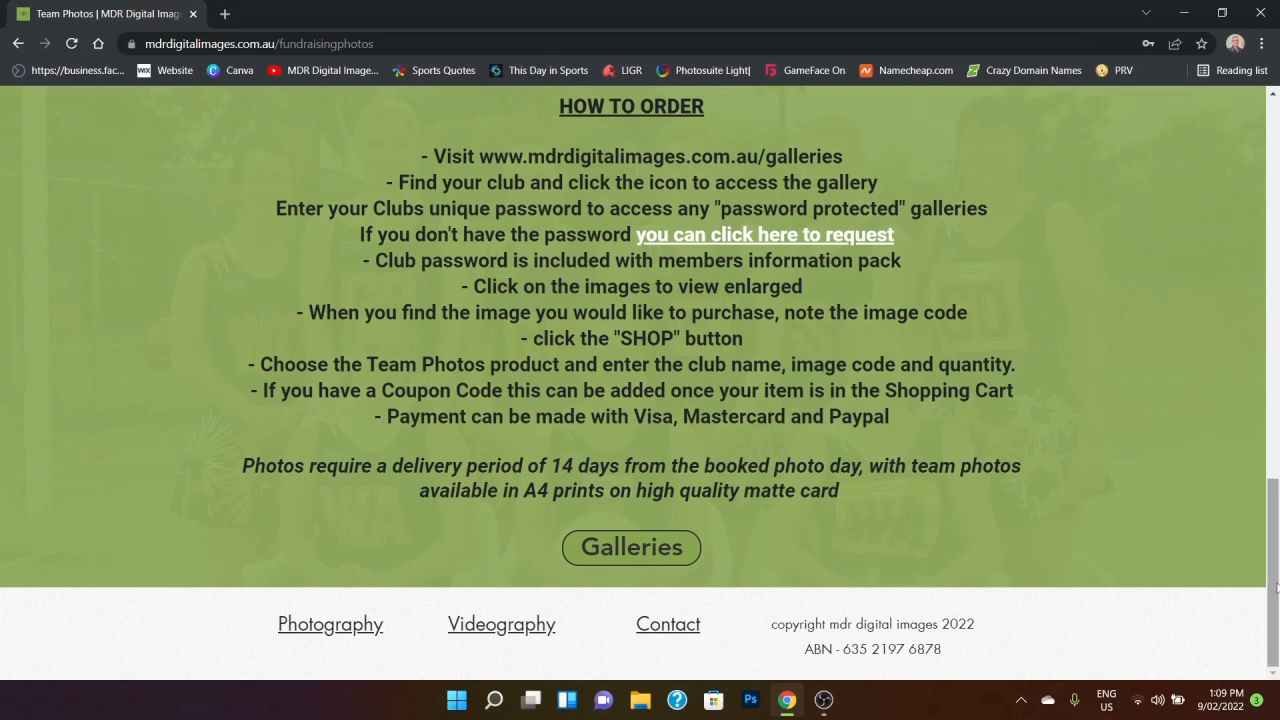 Team Photos | MDR Digital Images
mdrdigitalimages.com.au/fundraisingphotos
https://business.fac... WIX Website Canva MDR Digital Imag... Sports Quotes This Day in Sports LIGR Photosuite Light| GameFace On Namecheap.com Crazy Domain Names PRV Reading list
HOW TO ORDER
- Visit www.mdrdigitalimages.com.au/galleries
- Find your club and click the icon to access the gallery
Enter your Clubs unique password to access any "password protected" galleries
If you don't have the password you can click here to request
- Club password is included with members information pack
- Click on the images to view enlarged
- When you find the image you would like to purchase, note the image code
- click the "SHOP" button
- Choose the Team Photos product and enter the club name, image code and quantity.
- If you have a Coupon Code this can be added once your item is in the Shopping Cart
- Payment can be made with Visa, Mastercard and Paypal
Photos require a delivery period of 14 days from the booked photo day, with team photos
available in A4 prints on high quality matte card
Galleries
Photography Videography Contact copyright mdr digital images 2022
ABN - 635 2197 6878
Ps ENG 1:09 PM
US 9/02/2022 3